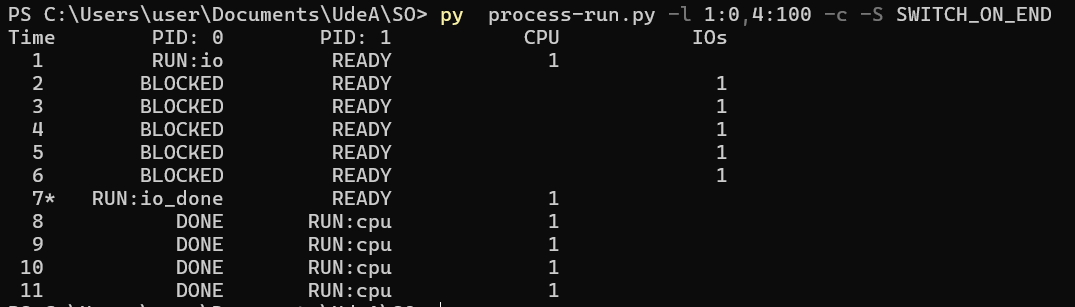 PS C:\Users\user\Documents\UdeA\SO> py  process-run.py -l 1:0,4:100 -c -S SWITCH_ON_END
Time        PID: 0        PID: 1           CPU           IOs
  1         RUN:io         READY             1
  2        BLOCKED         READY                           1
  3        BLOCKED         READY                           1
  4        BLOCKED         READY                           1
  5        BLOCKED         READY                           1
  6        BLOCKED         READY                           1
  7*   RUN:io_done         READY             1
  8           DONE       RUN:cpu             1
  9           DONE       RUN:cpu             1
 10           DONE       RUN:cpu             1
 11           DONE       RUN:cpu             1